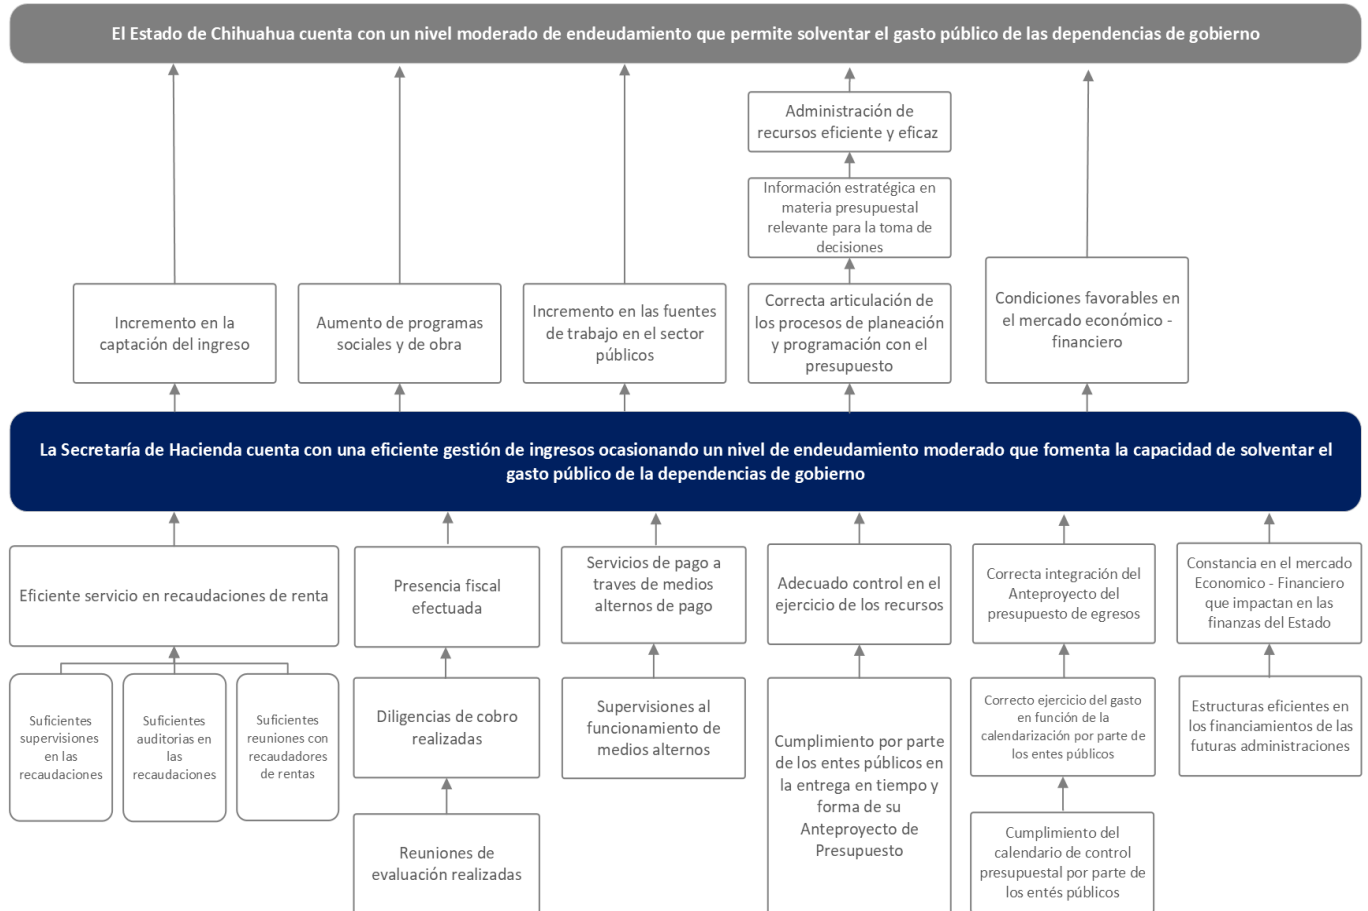 El Estado de Chihuahua cuenta con un nivel moderado de endeudamiento que permite solventar el gasto público de las dependencias de gobierno
Administración de
recursos eficiente y eficaz
Información estratégica en
materia presupuestal
relevante para la toma de
decisiones
Incremento en la
captación del ingreso
Aumento de programas
sociales y de obra
Incremento en las fuentes
de trabajo en el sector
públicos
Correcta articulación de
los procesos de planeación
y programación con el
presupuesto
Condiciones favorables en
el mercado económico -
financiero
La Secretaría de Hacienda cuenta con una eficiente gestión de ingresos ocasionando un nivel de endeudamiento moderado que fomenta la capacidad de solventar el
gasto público de la dependencias de gobierno
Eficiente servicio en recaudaciones de renta
Presencia fiscal
efectuada
Servicios de pago a
traves de medios
alternos de pago
Adecuado control en el
ejercicio de los recursos
Correcta integración del
Anteproyecto del
presupuesto de egresos
Constancia en el mercado
Economico - Financiero
que impactan en las
finanzas del Estado
Suficientes
supervisiones
en las
recaudaciones
Suficientes
auditorias en
las
recaudaciones
Suficientes
reuniones con
recaudadores
de rentas
Diligencias de cobro
realizadas
Supervisiones al
funcionamiento de
medios alternos
Cumplimiento por parte
de los entes públicos en
la entrega en tiempo y
forma de su
Anteproyecto de
Presupuesto
Correcto ejercicio del gasto
en función de la
calendarización por parte de
los entes públicos
Estructuras eficientes en
los financiamientos de las
futuras administraciones
Reuniones de
evaluación realizadas
Cumplimiento del
calendario de control
presupuestal por parte de
los entés públicos